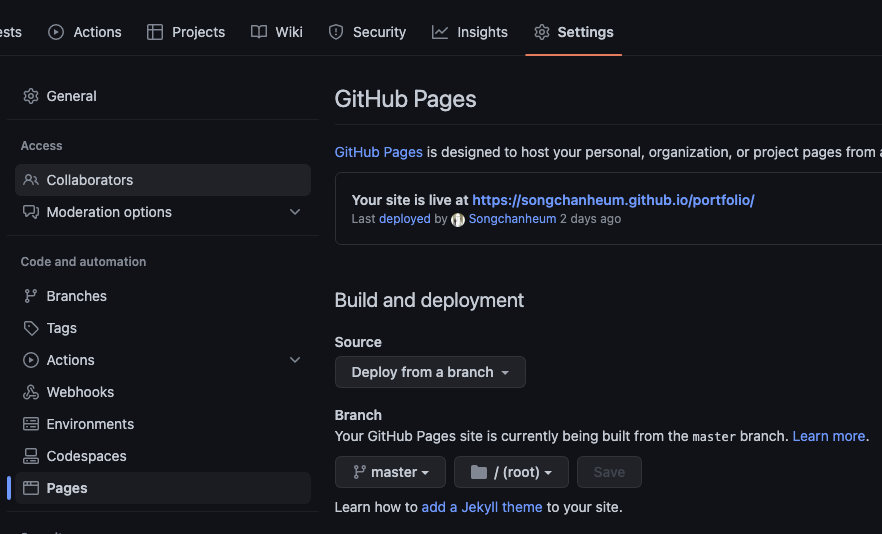 ests Actions Projects Wiki Security Insights Settings
General
Access
Collaborators
Moderation options
Code and automation
Branches
Tags
Actions
Webhooks
Environments
Codespaces
Pages
GitHub Pages
GitHub Pages is designed to host your personal, organization, or project pages from a
Your site is live at https://songchanheum.github.io/portfolio/
Last deployed by Songchanheum 2 days ago
Build and deployment
Source
Deploy from a branch
Branch
Your GitHub Pages site is currently being built from the master branch. Learn more.
master / (root) Save
Learn how to add a Jekyll theme to your site.